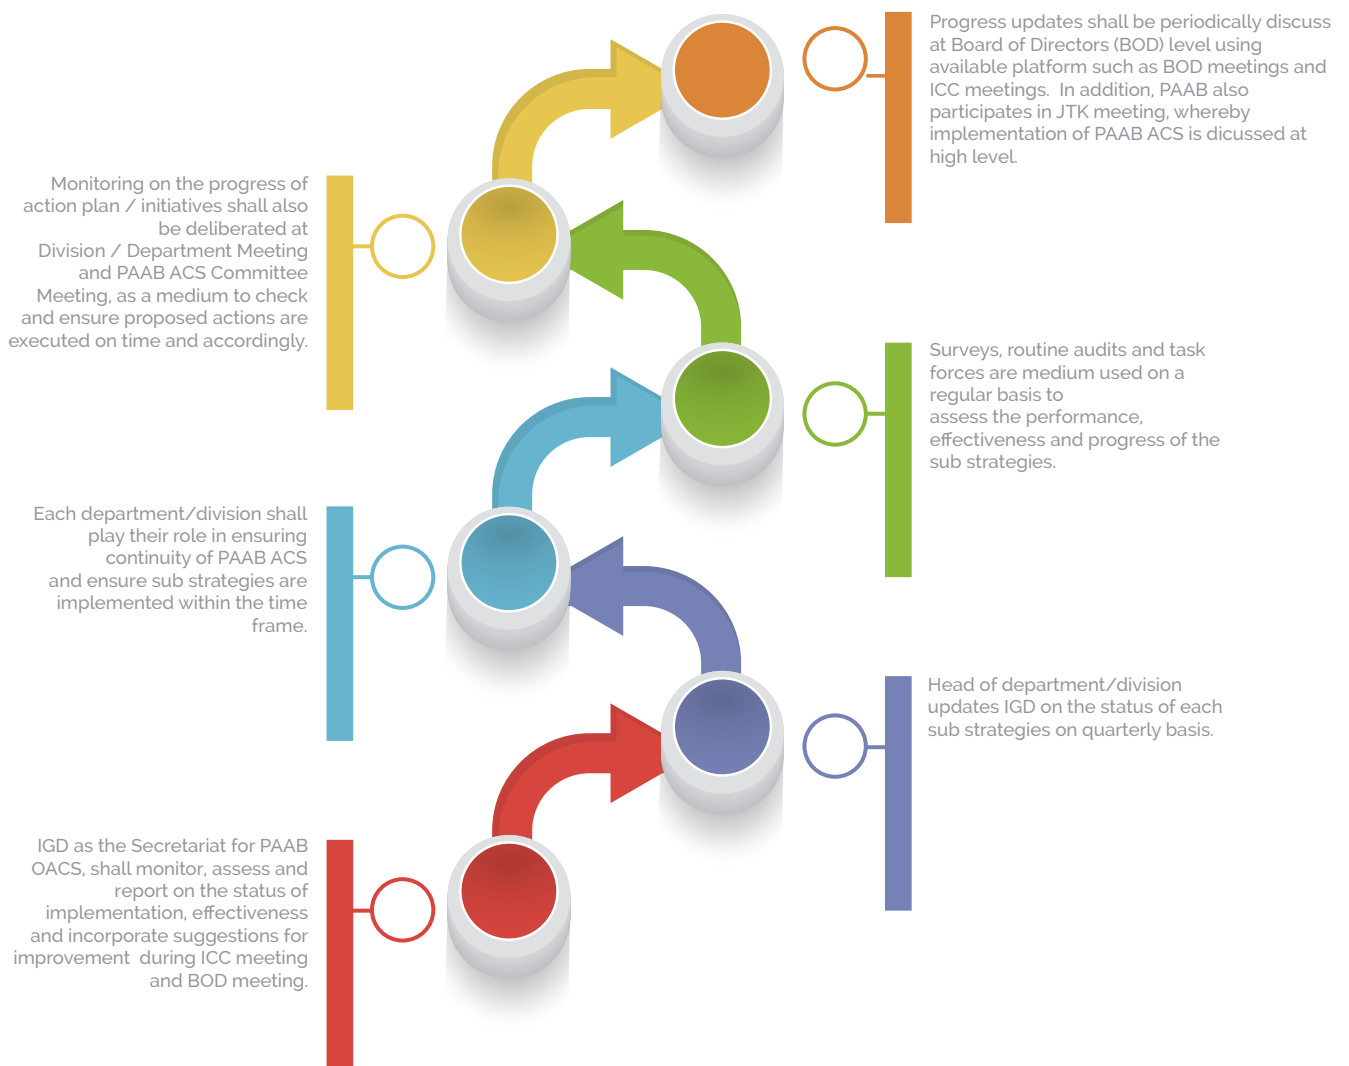 Progress updates shall be periodically discuss
at Board of Directors (BOD) level using
available platform such as BOD meetings and
ICC meetings.  In addition, PAAB also
participates in JTK meeting, whereby
implementation of PAAB ACS is dicussed at
high level.
Monitoring on the progress of
action plan / initiatives shall also
be deliberated at
Division / Department Meeting
and PAAB ACS Committee
Meeting, as a medium to check
and ensure proposed actions are
executed on time and accordingly.
Surveys, routine audits and task
forces are medium used on a
regular basis to
assess the performance,
effectiveness and progress of the
sub strategies.
Each department/division shall
play their role in ensuring
continuity of PAAB ACS
and ensure sub strategies are
implemented within the time
frame.
Head of department/division
updates IGD on the status of each
sub strategies on quarterly basis.
IGD as the Secretariat for PAAB
OACS, shall monitor, assess and
report on the status of
implementation, effectiveness
and incorporate suggestions for
improvement  during ICC meeting
and BOD meeting.